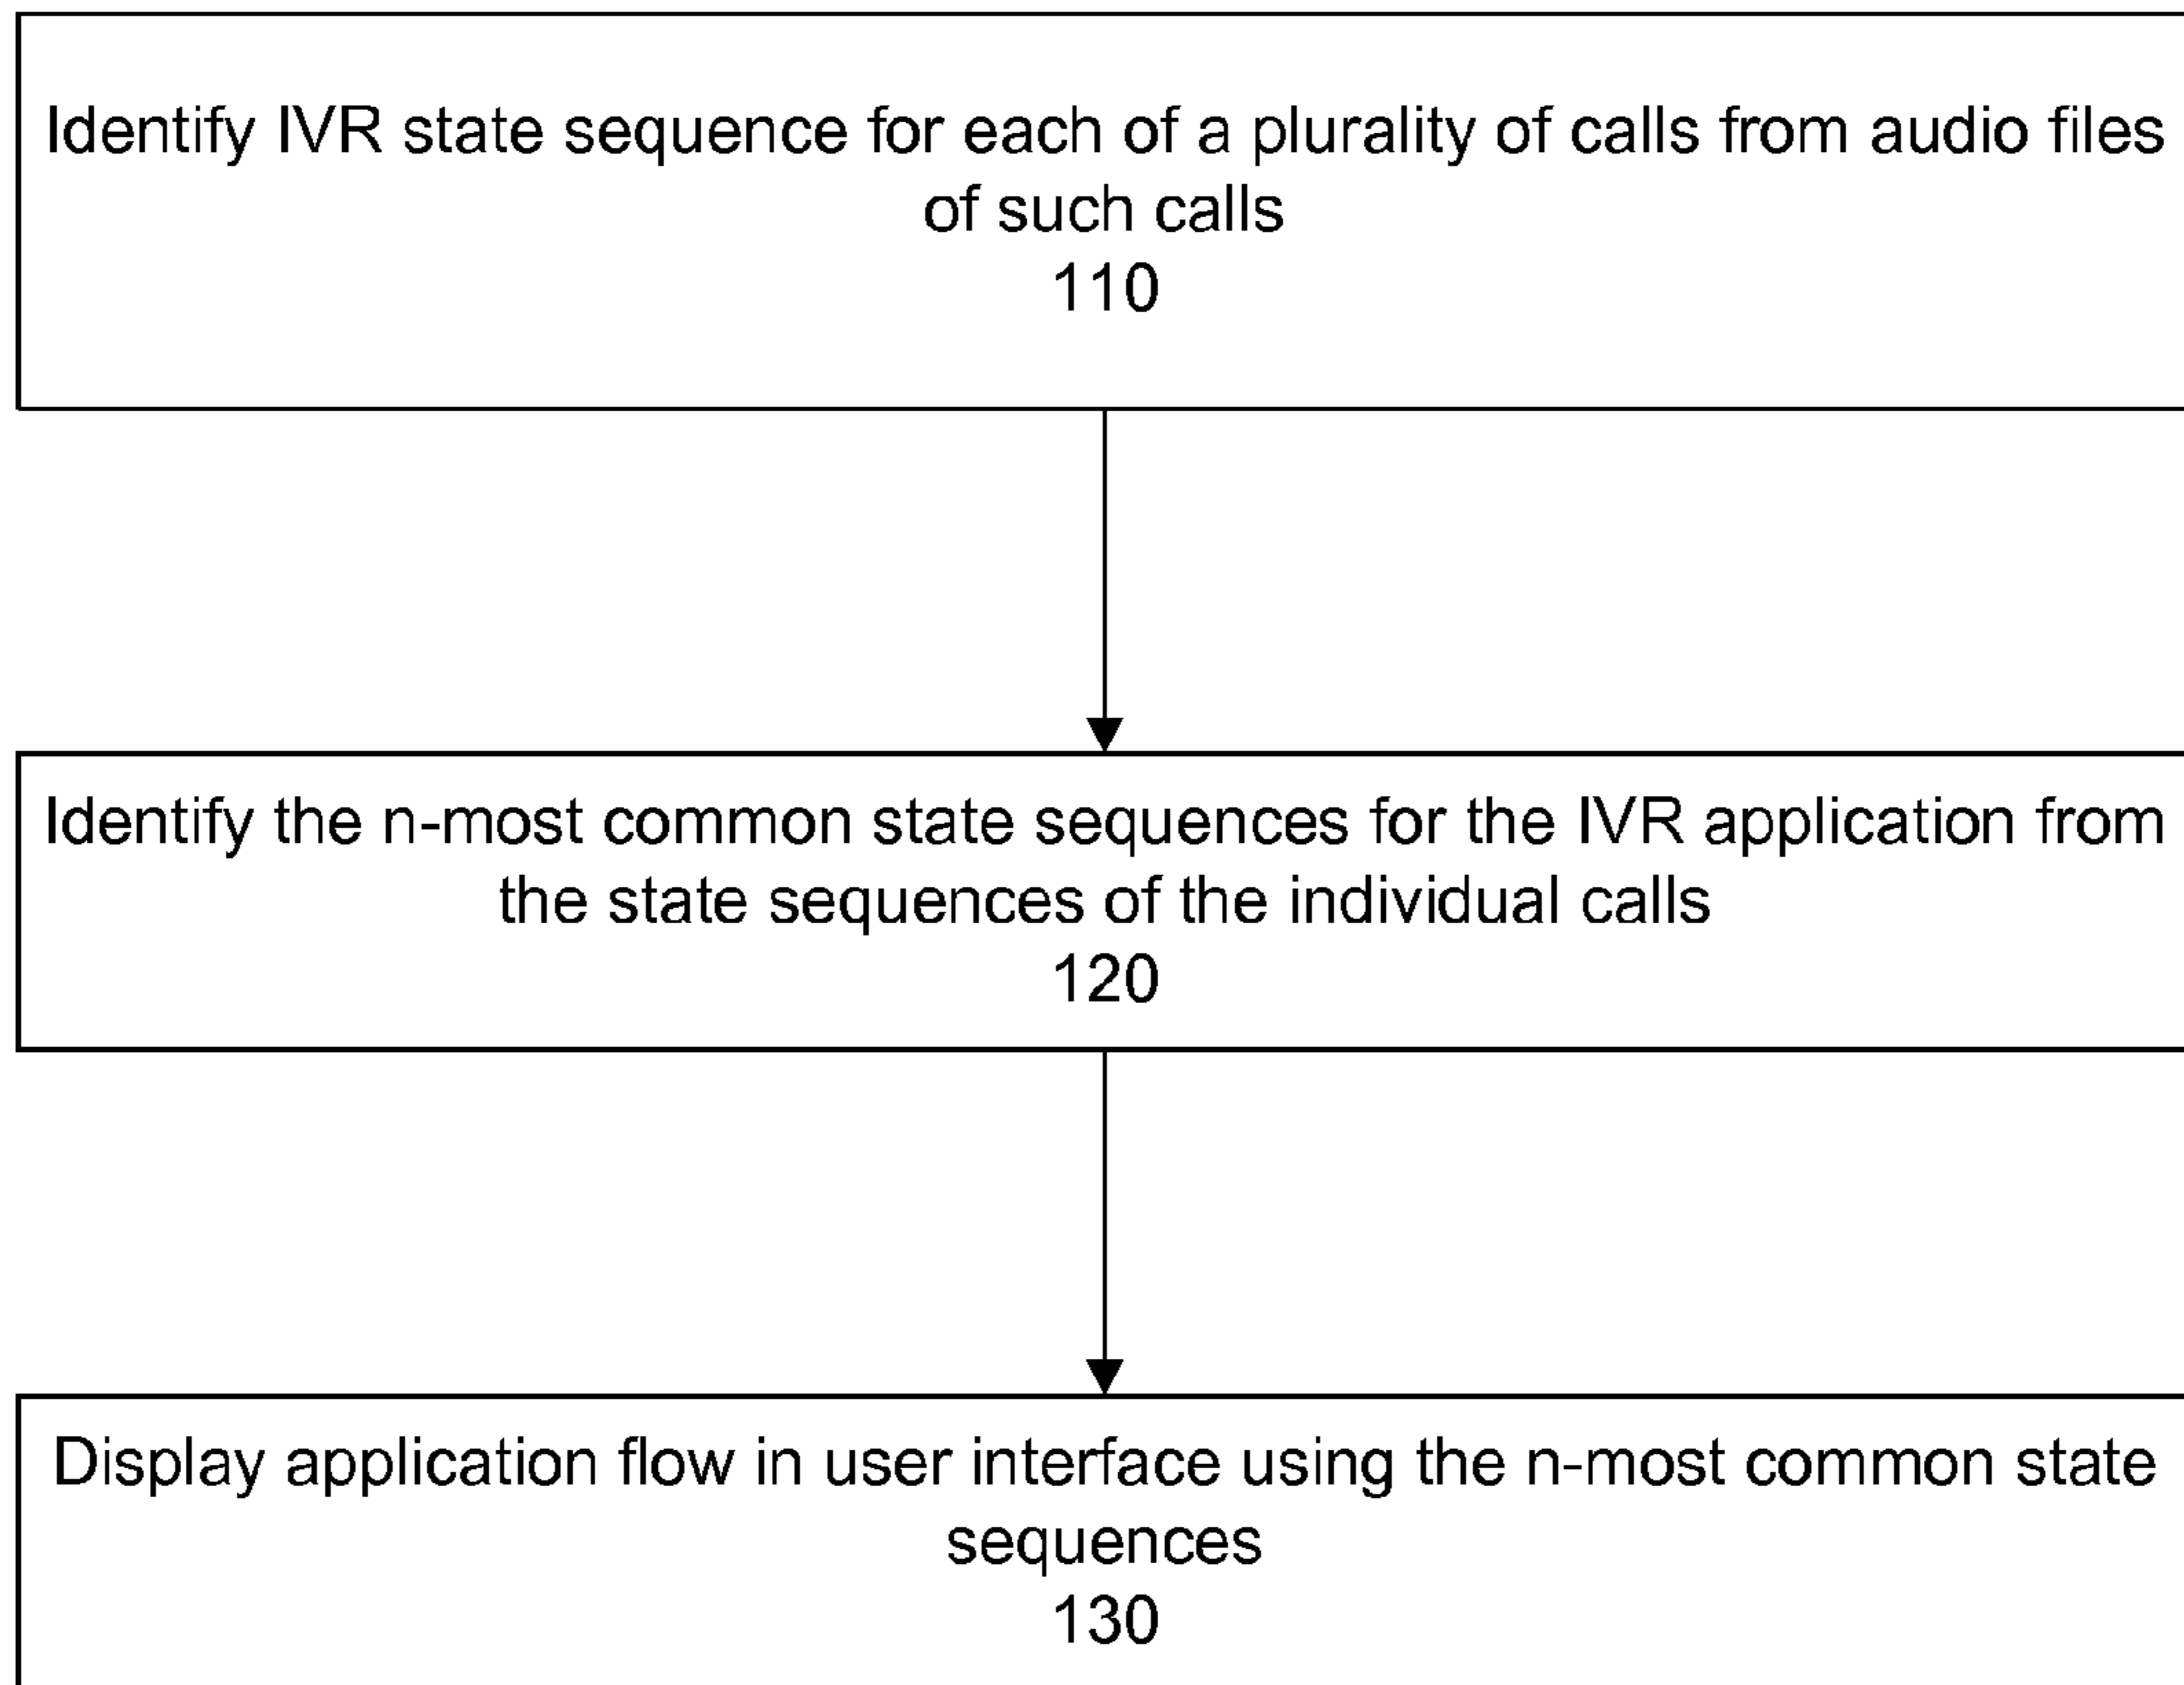 Identify IVR state sequence for each of a plurality of calls from audio files
of such calls
110
Identify the n-most common state sequences for the IVR application from
the state sequences of the individual calls
120
Display application flow in user interface using the n-most common state
sequences
130